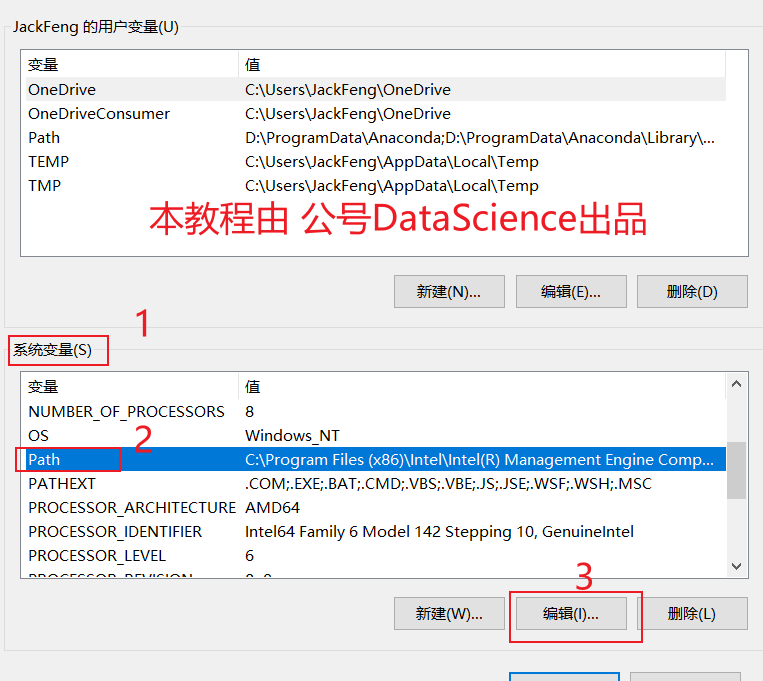 JackFeng 的用户变量(U)
变量 值
OneDrive C:\Users\JackFeng\OneDrive
OneDriveConsumer C:\Users\JackFeng\OneDrive
Path D:\ProgramData\Anaconda;D:\ProgramData\Anaconda\Library\...
TEMP C:\Users\JackFeng\AppData\Local\Temp
TMP C:\Users\JackFeng\AppData\Local\Temp
本教程由 公号DataScience出品
新建(N)... 编辑(E)... 删除(D)
1
系统变量(S)
变量 值
NUMBER_OF_PROCESSORS 8
OS Windows_NT
2
Path C:\Program Files (x86)\Intel\Intel(R) Management Engine Comp...
PATHEXT .COM;.EXE;.BAT;.CMD;.VBS;.VBE;.JS;.JSE;.WSF;.WSH;.MSC
PROCESSOR_ARCHITECTURE AMD64
PROCESSOR_IDENTIFIER Intel64 Family 6 Model 142 Stepping 10, GenuineIntel
PROCESSOR_LEVEL 6
3
新建(W)... 编辑(I)... 删除(L)